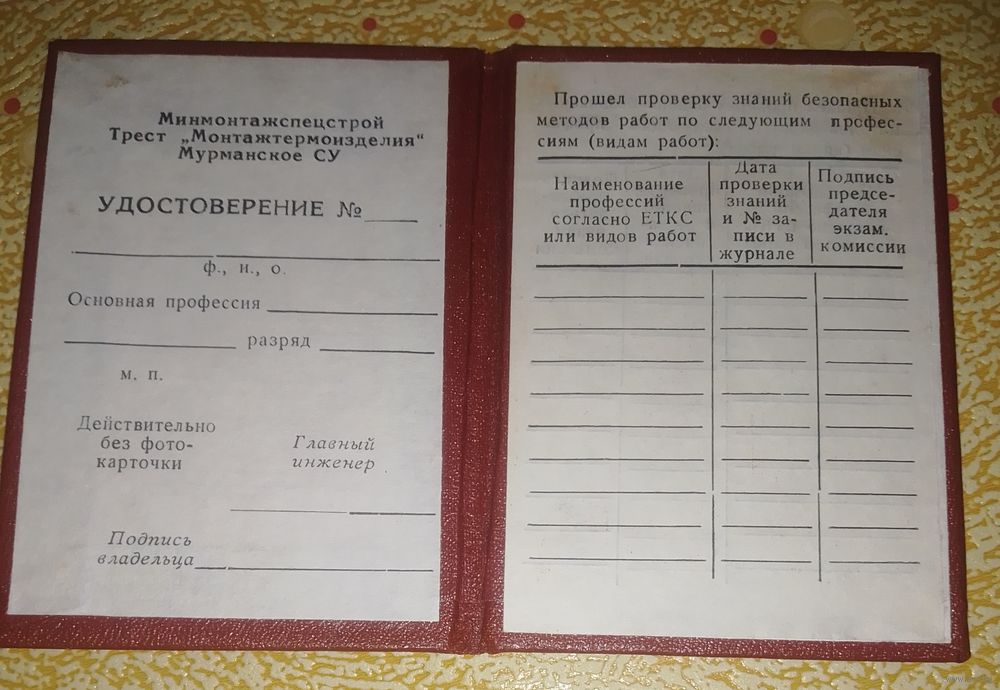 Минмонтажспецстрой
Трест „Монтажтермоизделия“
Мурманское СУ
УДОСТОВЕРЕНИЕ №
ф., и., о.
Основная профессия
разряд
м. п.
Действительно
без фото-
карточки
Главный
инженер
Подпись
владельца
Прошел проверку знаний безопасных
методов работ по следующим профес-
сиям (видам работ):
Наименование
профессий
согласно ЕТКС
или видов работ
Дата
проверки
знаний
и № за-
писи в
журнале
Подпись
предсе-
дателя
экзам.
комиссии